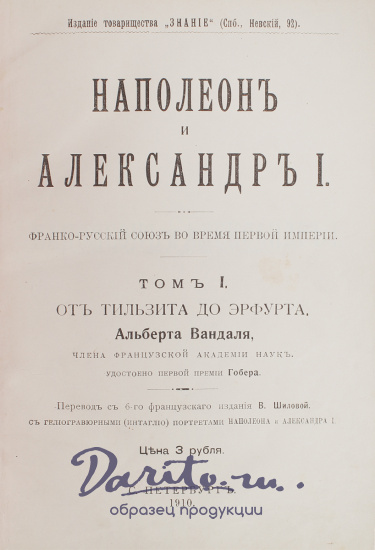 Изданіе товарищества „ЗНАНІЕ“ (Спб., Невскій, 92).
НАПОЛЕОНЪ
И
АЛЕКСАНДРЪ I.
ФРАНКО-РУССКІЙ СОЮЗЪ ВО ВРЕМЯ ПЕРВОЙ ИМПЕРІИ.
ТОМЪ I.
ОТЪ ТИЛЬЗИТА ДО ЭРФУРТА,
Альберта Вандаля,
ЧЛЕНА ФРАНЦУЗСКОЙ АКАДЕМІИ НАУКЪ.
УДОСТОЕНО ПЕРВОЙ ПРЕМІИ Гобера.
Переводъ съ 6-го французскаго изданія В. Шиловой.
СЪ ГЕЛІОГРАВЮРНЫМИ (ИНТАГЛІО) ПОРТРЕТАМИ НАПОЛЕОНА и АЛЕКСАНДРА I.
Цѣна 3 рубля.
Darito.ru..
С. ПЕТЕРБУРГЪ.
1910.
образец продукции